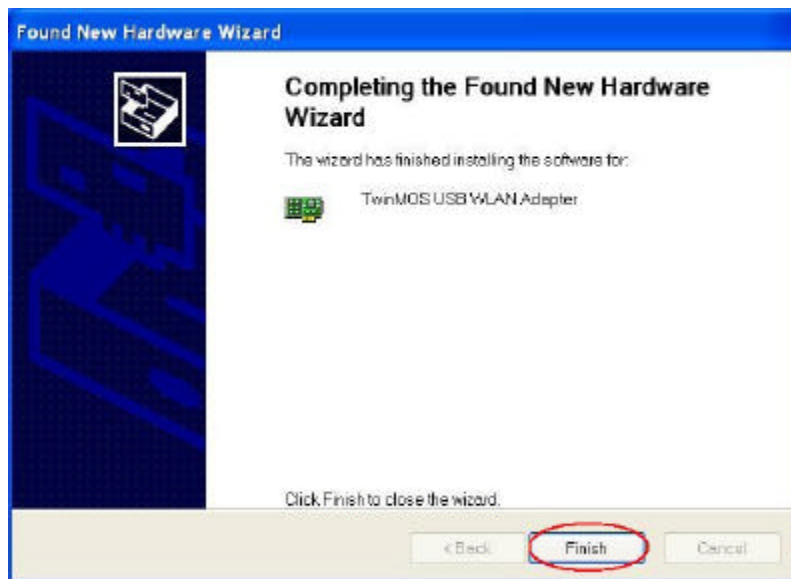 Found New Hardware Wizard
Completing the Found New Hardware
Wizard
The wizard has finished installing the software for:
TwinMOS USB WLAN Adapter
Click Finish to close the wizard.
< Back
Finish
Cancel